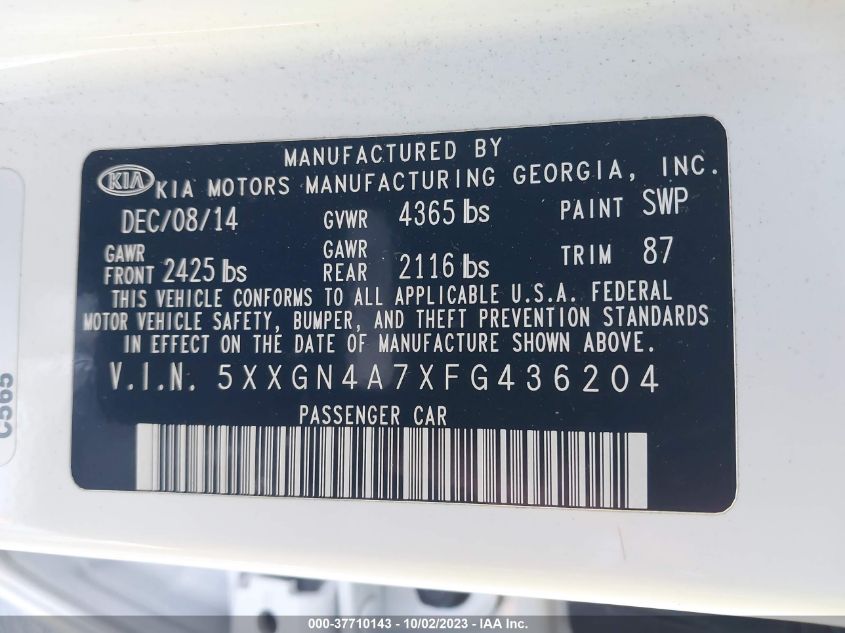 MANUFACTURED BY
KIA KIA MOTORS MANUFACTURING GEORGIA, INC.
DEC/08/14 GVWR 4365 lbs PAINT SWP
GAWR FRONT 2425 lbs GAWR REAR 2116 lbs TRIM 87
THIS VEHICLE CONFORMS TO ALL APPLICABLE U.S.A. FEDERAL
MOTOR VEHICLE SAFETY, BUMPER, AND THEFT PREVENTION STANDARDS
IN EFFECT ON THE DATE OF MANUFACTURE SHOWN ABOVE.
V.I.N. 5XXGN4A7XFG436204
PASSENGER CAR
C565
000-37710143 - 10/02/2023 - IAA Inc.